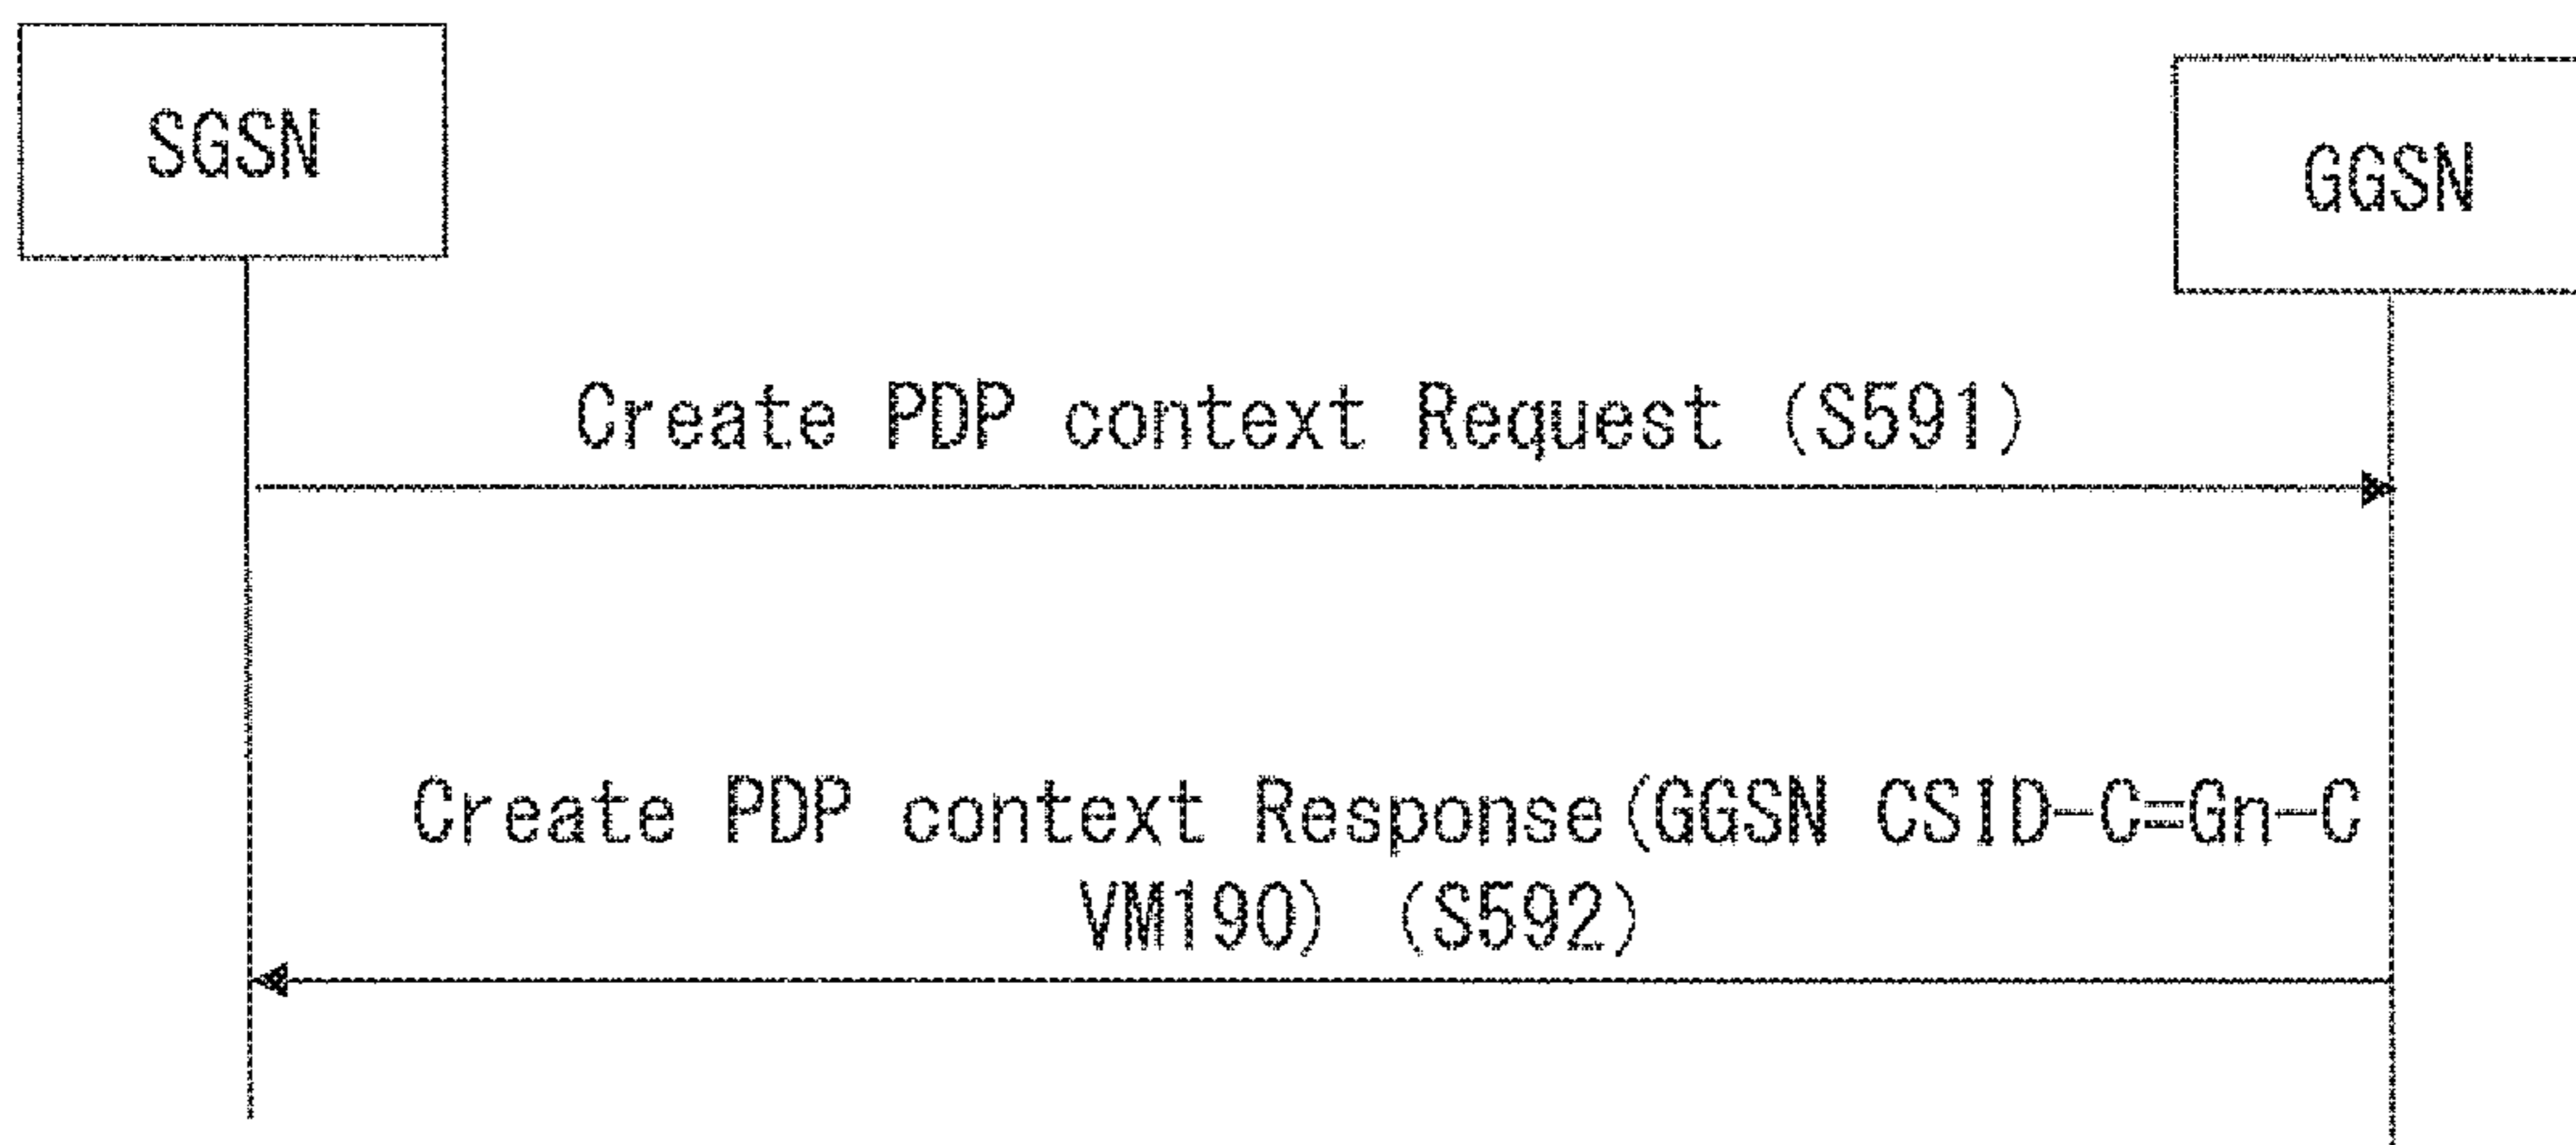 SGSN
GGSN
Create PDP context Request (S591)
Create PDP context Response(GGSN CSID-C=Gn-C
VM190) (S592)